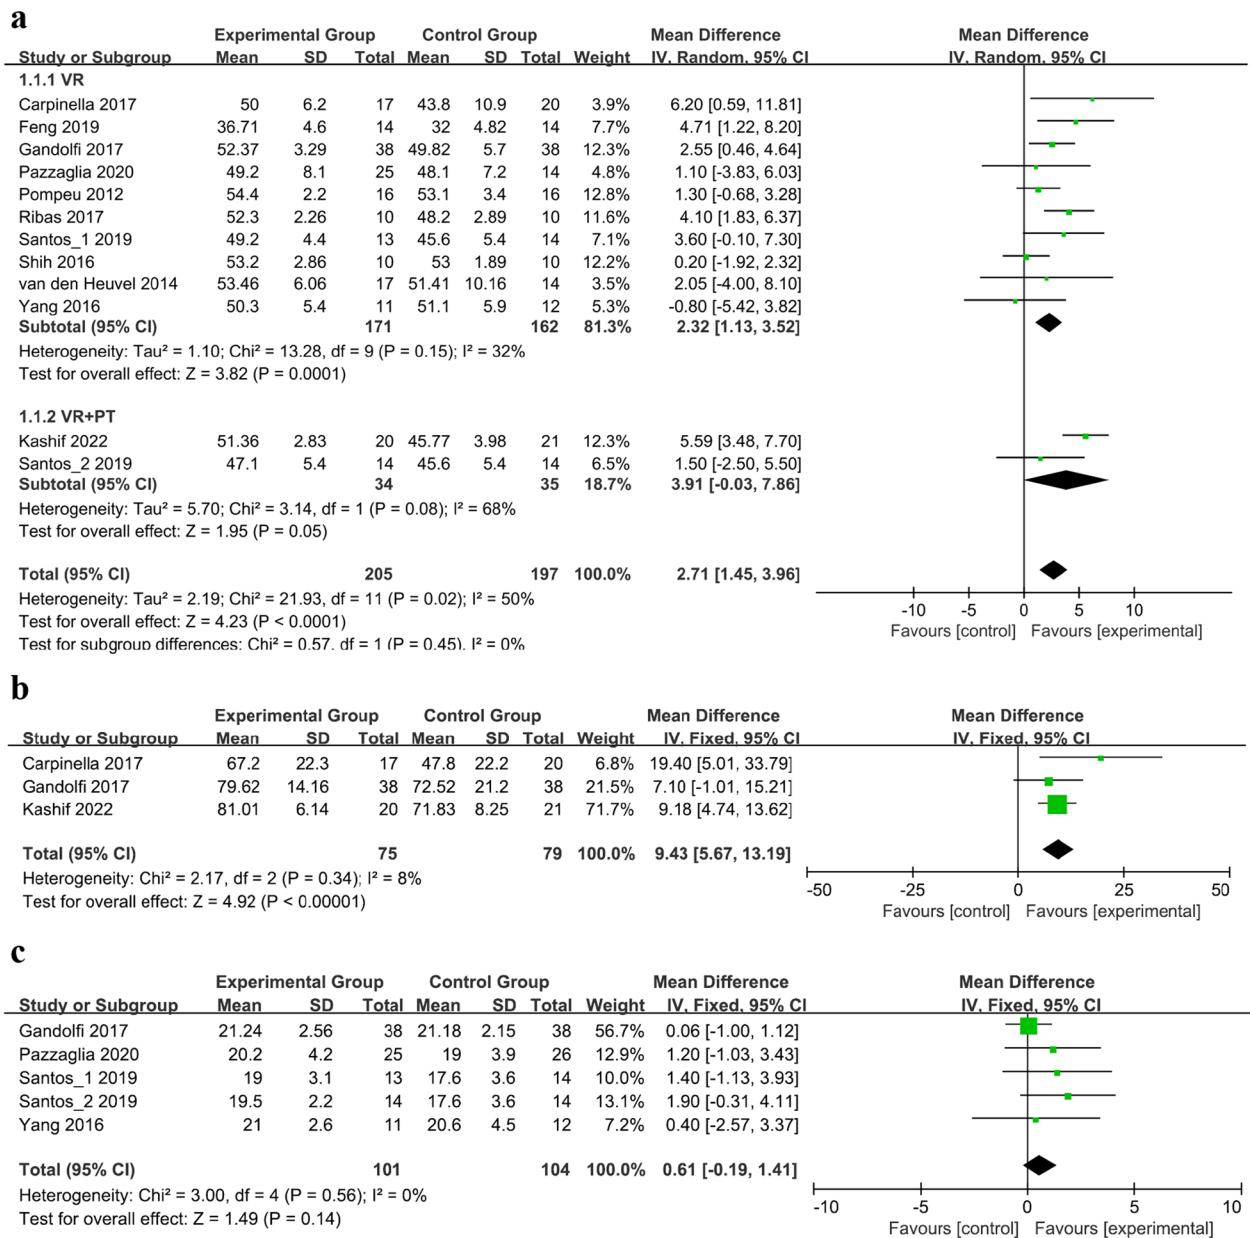 a
Experimental Group Control Group Mean Difference Mean Difference
Study or Subgroup Mean SD Total Mean SD Total Weight IV, Random, 95% CI IV, Random, 95% CI
1.1.1 VR
Carpinella 2017 50 6.2 17 43.8 10.9 20 3.9% 6.20 [0.59, 11.81]
Feng 2019 36.71 4.6 14 32 4.82 14 7.7% 4.71 [1.22, 8.20]
Gandolfi 2017 52.37 3.29 38 49.82 5.7 38 12.3% 2.55 [0.46, 4.64]
Pazzaglia 2020 49.2 8.1 25 48.1 7.2 14 4.8% 1.10 [-3.83, 6.03]
Pompeu 2012 54.4 2.2 16 53.1 3.4 16 12.8% 1.30 [-0.68, 3.28]
Ribas 2017 52.3 2.26 10 48.2 2.89 10 11.6% 4.10 [1.83, 6.37]
Santos_1 2019 49.2 4.4 13 45.6 5.4 14 7.1% 3.60 [-0.10, 7.30]
Shih 2016 53.2 2.86 10 53 1.89 10 12.2% 0.20 [-1.92, 2.32]
van den Heuvel 2014 53.46 6.06 17 51.41 10.16 14 3.5% 2.05 [-4.00, 8.10]
Yang 2016 50.3 5.4 11 51.1 5.9 12 5.3% -0.80 [-5.42, 3.82]
Subtotal (95% CI) 171 162 81.3% 2.32 [1.13, 3.52]
Heterogeneity: Tau² = 1.10; Chi² = 13.28, df = 9 (P = 0.15); I² = 32%
Test for overall effect: Z = 3.82 (P = 0.0001)
1.1.2 VR+PT
Kashif 2022 51.36 2.83 20 45.77 3.98 21 12.3% 5.59 [3.48, 7.70]
Santos_2 2019 47.1 5.4 14 45.6 5.4 14 6.5% 1.50 [-2.50, 5.50]
Subtotal (95% CI) 34 35 18.7% 3.91 [-0.03, 7.86]
Heterogeneity: Tau² = 5.70; Chi² = 3.14, df = 1 (P = 0.08); I² = 68%
Test for overall effect: Z = 1.95 (P = 0.05)
Total (95% CI) 205 197 100.0% 2.71 [1.45, 3.96]
Heterogeneity: Tau² = 2.19; Chi² = 21.93, df = 11 (P = 0.02); I² = 50%
Test for overall effect: Z = 4.23 (P < 0.0001)
Test for subgroup differences: Chi² = 0.57, df = 1 (P = 0.45), I² = 0%
-10 -5 0 5 10
Favours [control] Favours [experimental]
b
Experimental Group Control Group Mean Difference Mean Difference
Study or Subgroup Mean SD Total Mean SD Total Weight IV, Fixed, 95% CI IV, Fixed, 95% CI
Carpinella 2017 67.2 22.3 17 47.8 22.2 20 6.8% 19.40 [5.01, 33.79]
Gandolfi 2017 79.62 14.16 38 72.52 21.2 38 21.5% 7.10 [-1.01, 15.21]
Kashif 2022 81.01 6.14 20 71.83 8.25 21 71.7% 9.18 [4.74, 13.62]
Total (95% CI) 75 79 100.0% 9.43 [5.67, 13.19]
Heterogeneity: Chi² = 2.17, df = 2 (P = 0.34); I² = 8%
Test for overall effect: Z = 4.92 (P < 0.00001)
-50 -25 0 25 50
Favours [control] Favours [experimental]
c
Experimental Group Control Group Mean Difference Mean Difference
Study or Subgroup Mean SD Total Mean SD Total Weight IV, Fixed, 95% CI IV, Fixed, 95% CI
Gandolfi 2017 21.24 2.56 38 21.18 2.15 38 56.7% 0.06 [-1.00, 1.12]
Pazzaglia 2020 20.2 4.2 25 19 3.9 26 12.9% 1.20 [-1.03, 3.43]
Santos_1 2019 19 3.1 13 17.6 3.6 14 10.0% 1.40 [-1.13, 3.93]
Santos_2 2019 19.5 2.2 14 17.6 3.6 14 13.1% 1.90 [-0.31, 4.11]
Yang 2016 21 2.6 11 20.6 4.5 12 7.2% 0.40 [-2.57, 3.37]
Total (95% CI) 101 104 100.0% 0.61 [-0.19, 1.41]
Heterogeneity: Chi² = 3.00, df = 4 (P = 0.56); I² = 0%
Test for overall effect: Z = 1.49 (P = 0.14)
-10 -5 0 5 10
Favours [control] Favours [experimental]